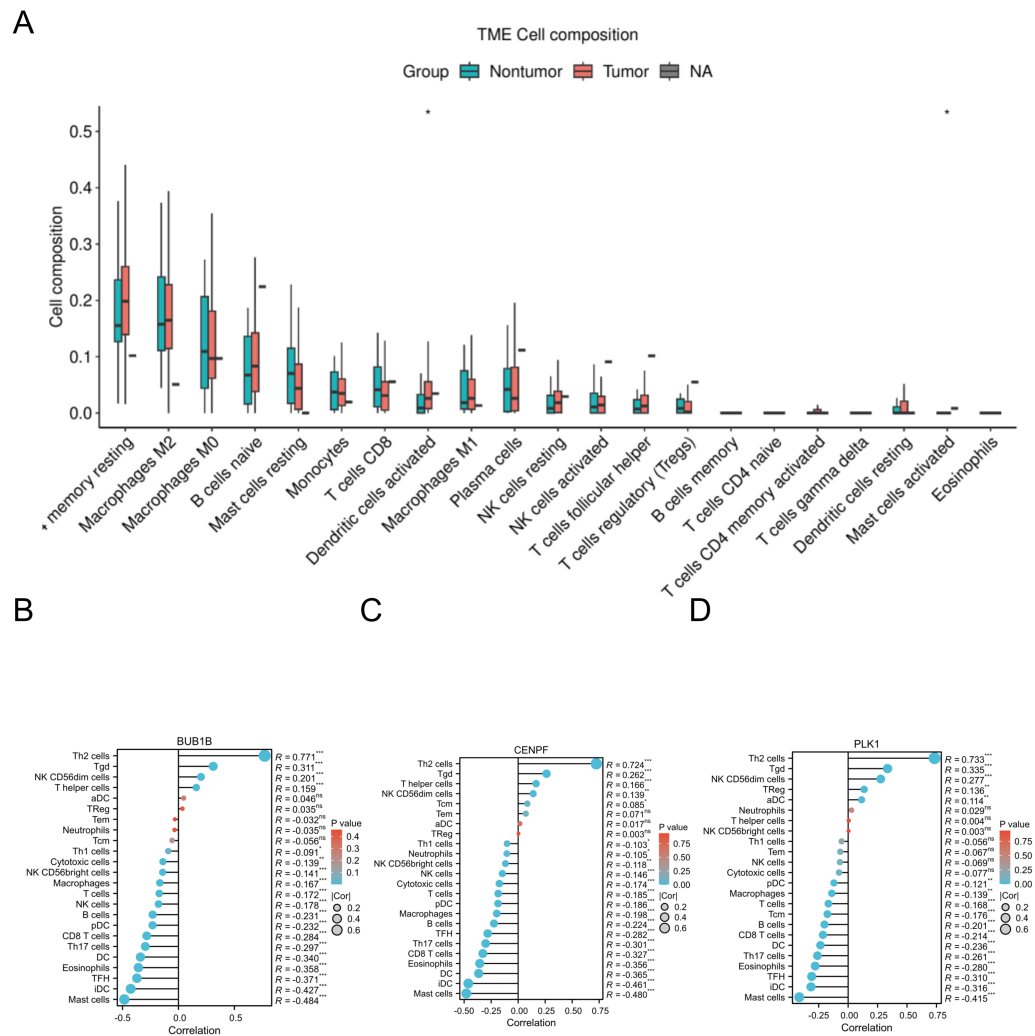 A
TME Cell composition
Group Nontumor Tumor NA
Cell composition
0.5
0.4
0.3
0.2
0.1
0.0
* *
memory resting
Macrophages M2
Macrophages M0
B cells naive
Mast cells resting
Monocytes
T cells CD8
Dendritic cells activated
Macrophages M1
Plasma cells
NK cells resting
NK cells activated
T cells follicular helper
T cells regulatory (Tregs)
B cells memory
T cells CD4 naive
T cells CD4 memory activated
T cells gamma delta
Dendritic cells resting
Mast cells activated
Eosinophils
B
BUB1B
Th2 cells R = 0.771***
Tgd R = 0.311***
NK CD56dim cells R = 0.201***
T helper cells R = 0.159***
aDC R = 0.046ns
TReg R = 0.035ns
Tem R = -0.032ns
Neutrophils R = -0.035ns
Tcm R = -0.056ns
Th1 cells R = -0.091*
Cytotoxic cells R = -0.139**
NK CD56bright cells R = -0.141***
Macrophages R = -0.167***
T cells R = -0.172***
NK cells R = -0.178***
B cells R = -0.231***
pDC R = -0.232***
CD8 T cells R = -0.284***
Th17 cells R = -0.297***
DC R = -0.340***
Eosinophils R = -0.358***
TFH R = -0.371***
iDC R = -0.427***
Mast cells R = -0.484***
-0.5 0.0 0.5
Correlation
P value
0.4
0.3
0.2
0.1
|Cor|
0.2
0.4
0.6
C
CENPF
Th2 cells R = 0.724***
Tgd R = 0.262***
T helper cells R = 0.166***
NK CD56dim cells R = 0.139**
Tcm R = 0.085*
Tem R = 0.071ns
aDC R = 0.017ns
TReg R = 0.003ns
Th1 cells R = -0.103*
Neutrophils R = -0.105*
NK CD56bright cells R = -0.118**
NK cells R = -0.146***
Cytotoxic cells R = -0.174***
T cells R = -0.185***
pDC R = -0.186***
Macrophages R = -0.198***
B cells R = -0.224***
TFH R = -0.282***
Th17 cells R = -0.301***
CD8 T cells R = -0.327***
Eosinophils R = -0.356***
DC R = -0.365***
iDC R = -0.461***
Mast cells R = -0.480***
-0.50 -0.25 0.00 0.25 0.50 0.75
Correlation
P value
0.75
0.50
0.25
|Cor|
0.2
0.4
0.6
D
PLK1
Th2 cells R = 0.733***
Tgd R = 0.335***
NK CD56dim cells R = 0.277***
TReg R = 0.136**
aDC R = 0.114**
Neutrophils R = 0.029ns
T helper cells R = 0.004ns
NK CD56bright cells R = 0.003ns
Th1 cells R = -0.056ns
Tem R = -0.067ns
NK cells R = -0.069ns
Cytotoxic cells R = -0.077ns
pDC R = -0.121**
Macrophages R = -0.139**
T cells R = -0.168***
Tcm R = -0.176***
B cells R = -0.201***
CD8 T cells R = -0.214***
DC R = -0.236***
Th17 cells R = -0.261***
Eosinophils R = -0.280***
TFH R = -0.310***
iDC R = -0.316***
Mast cells R = -0.415***
-0.25 0.00 0.25 0.50 0.75
Correlation
P value
0.75
0.50
0.25
0.00
|Cor|
0.2
0.4
0.6